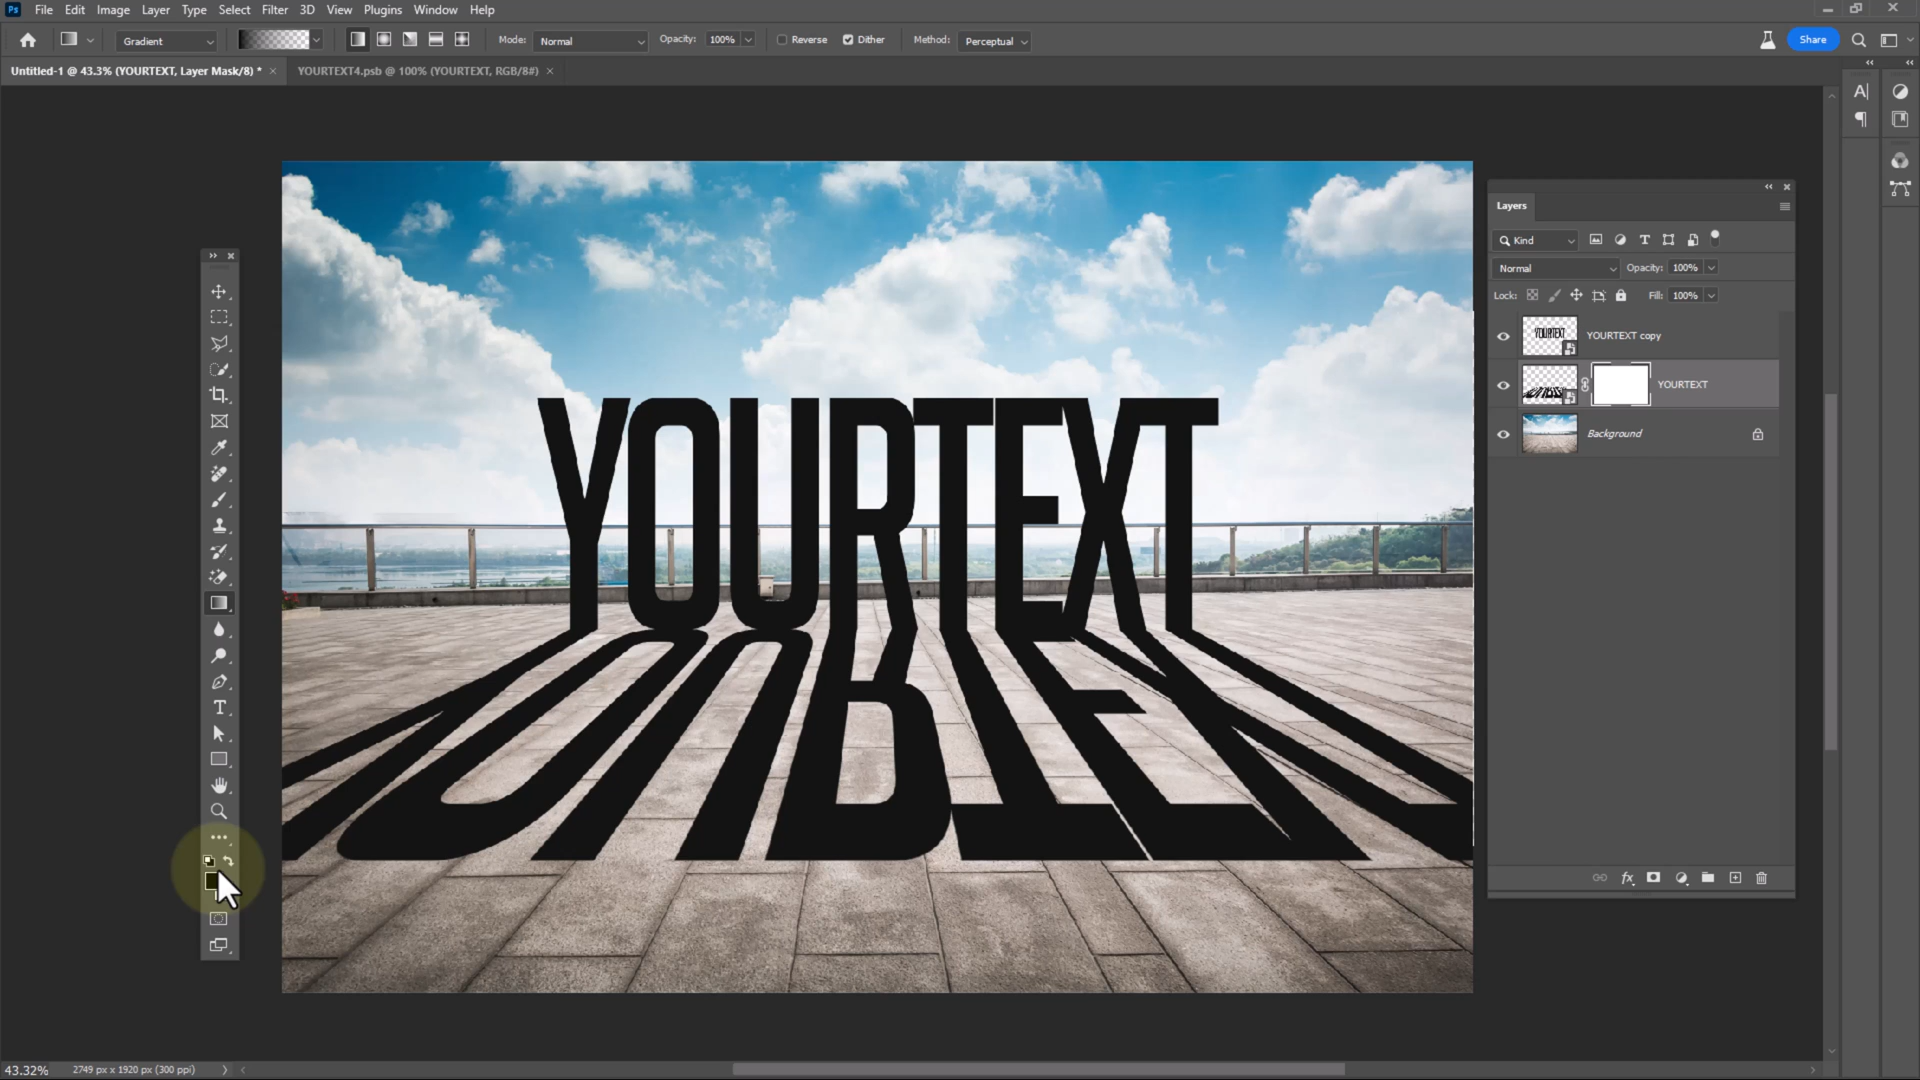 Ps File Edit Image Layer Type Select Filter 3D View Plugins Window Help
Gradient Mode: Normal Opacity: 100% Reverse Dither Method: Perceptual Share
Untitled-1 @ 43.3% (YOURTEXT, Layer Mask/8) * × YOURTEXT4.psb @ 100% (YOURTEXT, RGB/8#) ×
Layers
Kind
Normal Opacity: 100%
Lock: Fill: 100%
YOURTEXT YOURTEXT copy
YOURTEXT
Background
YOURTEXT
YOURTEXT
43.32% 2749 px x 1920 px (300 ppi)